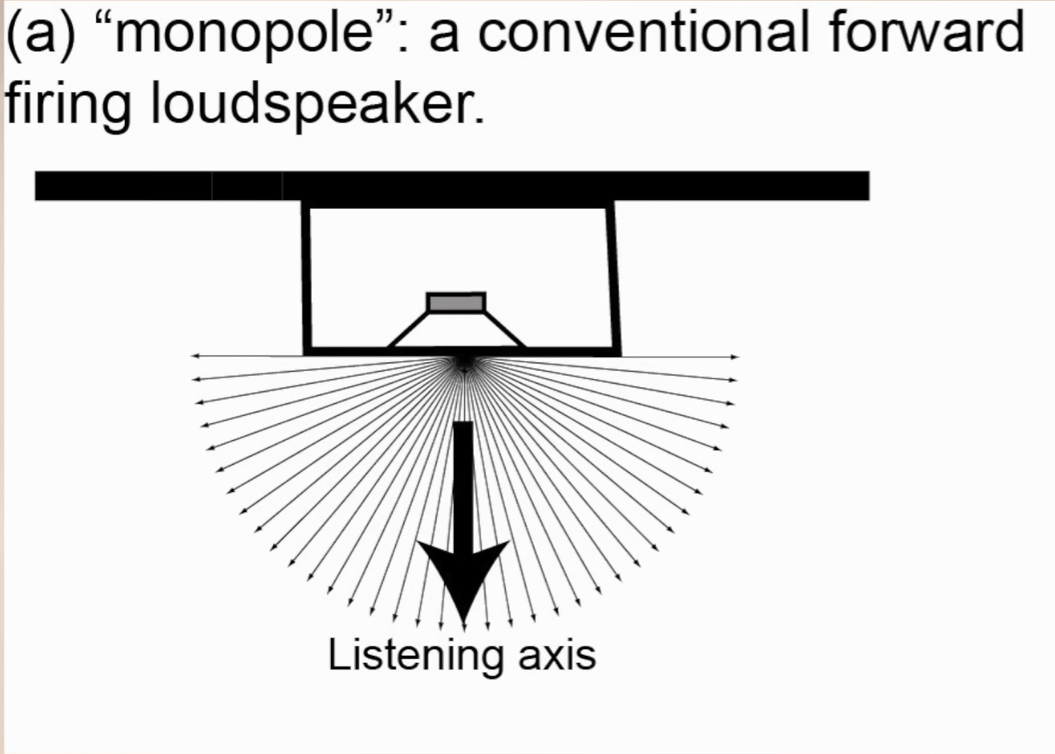 (a) “monopole”: a conventional forward
firing loudspeaker.
Listening axis